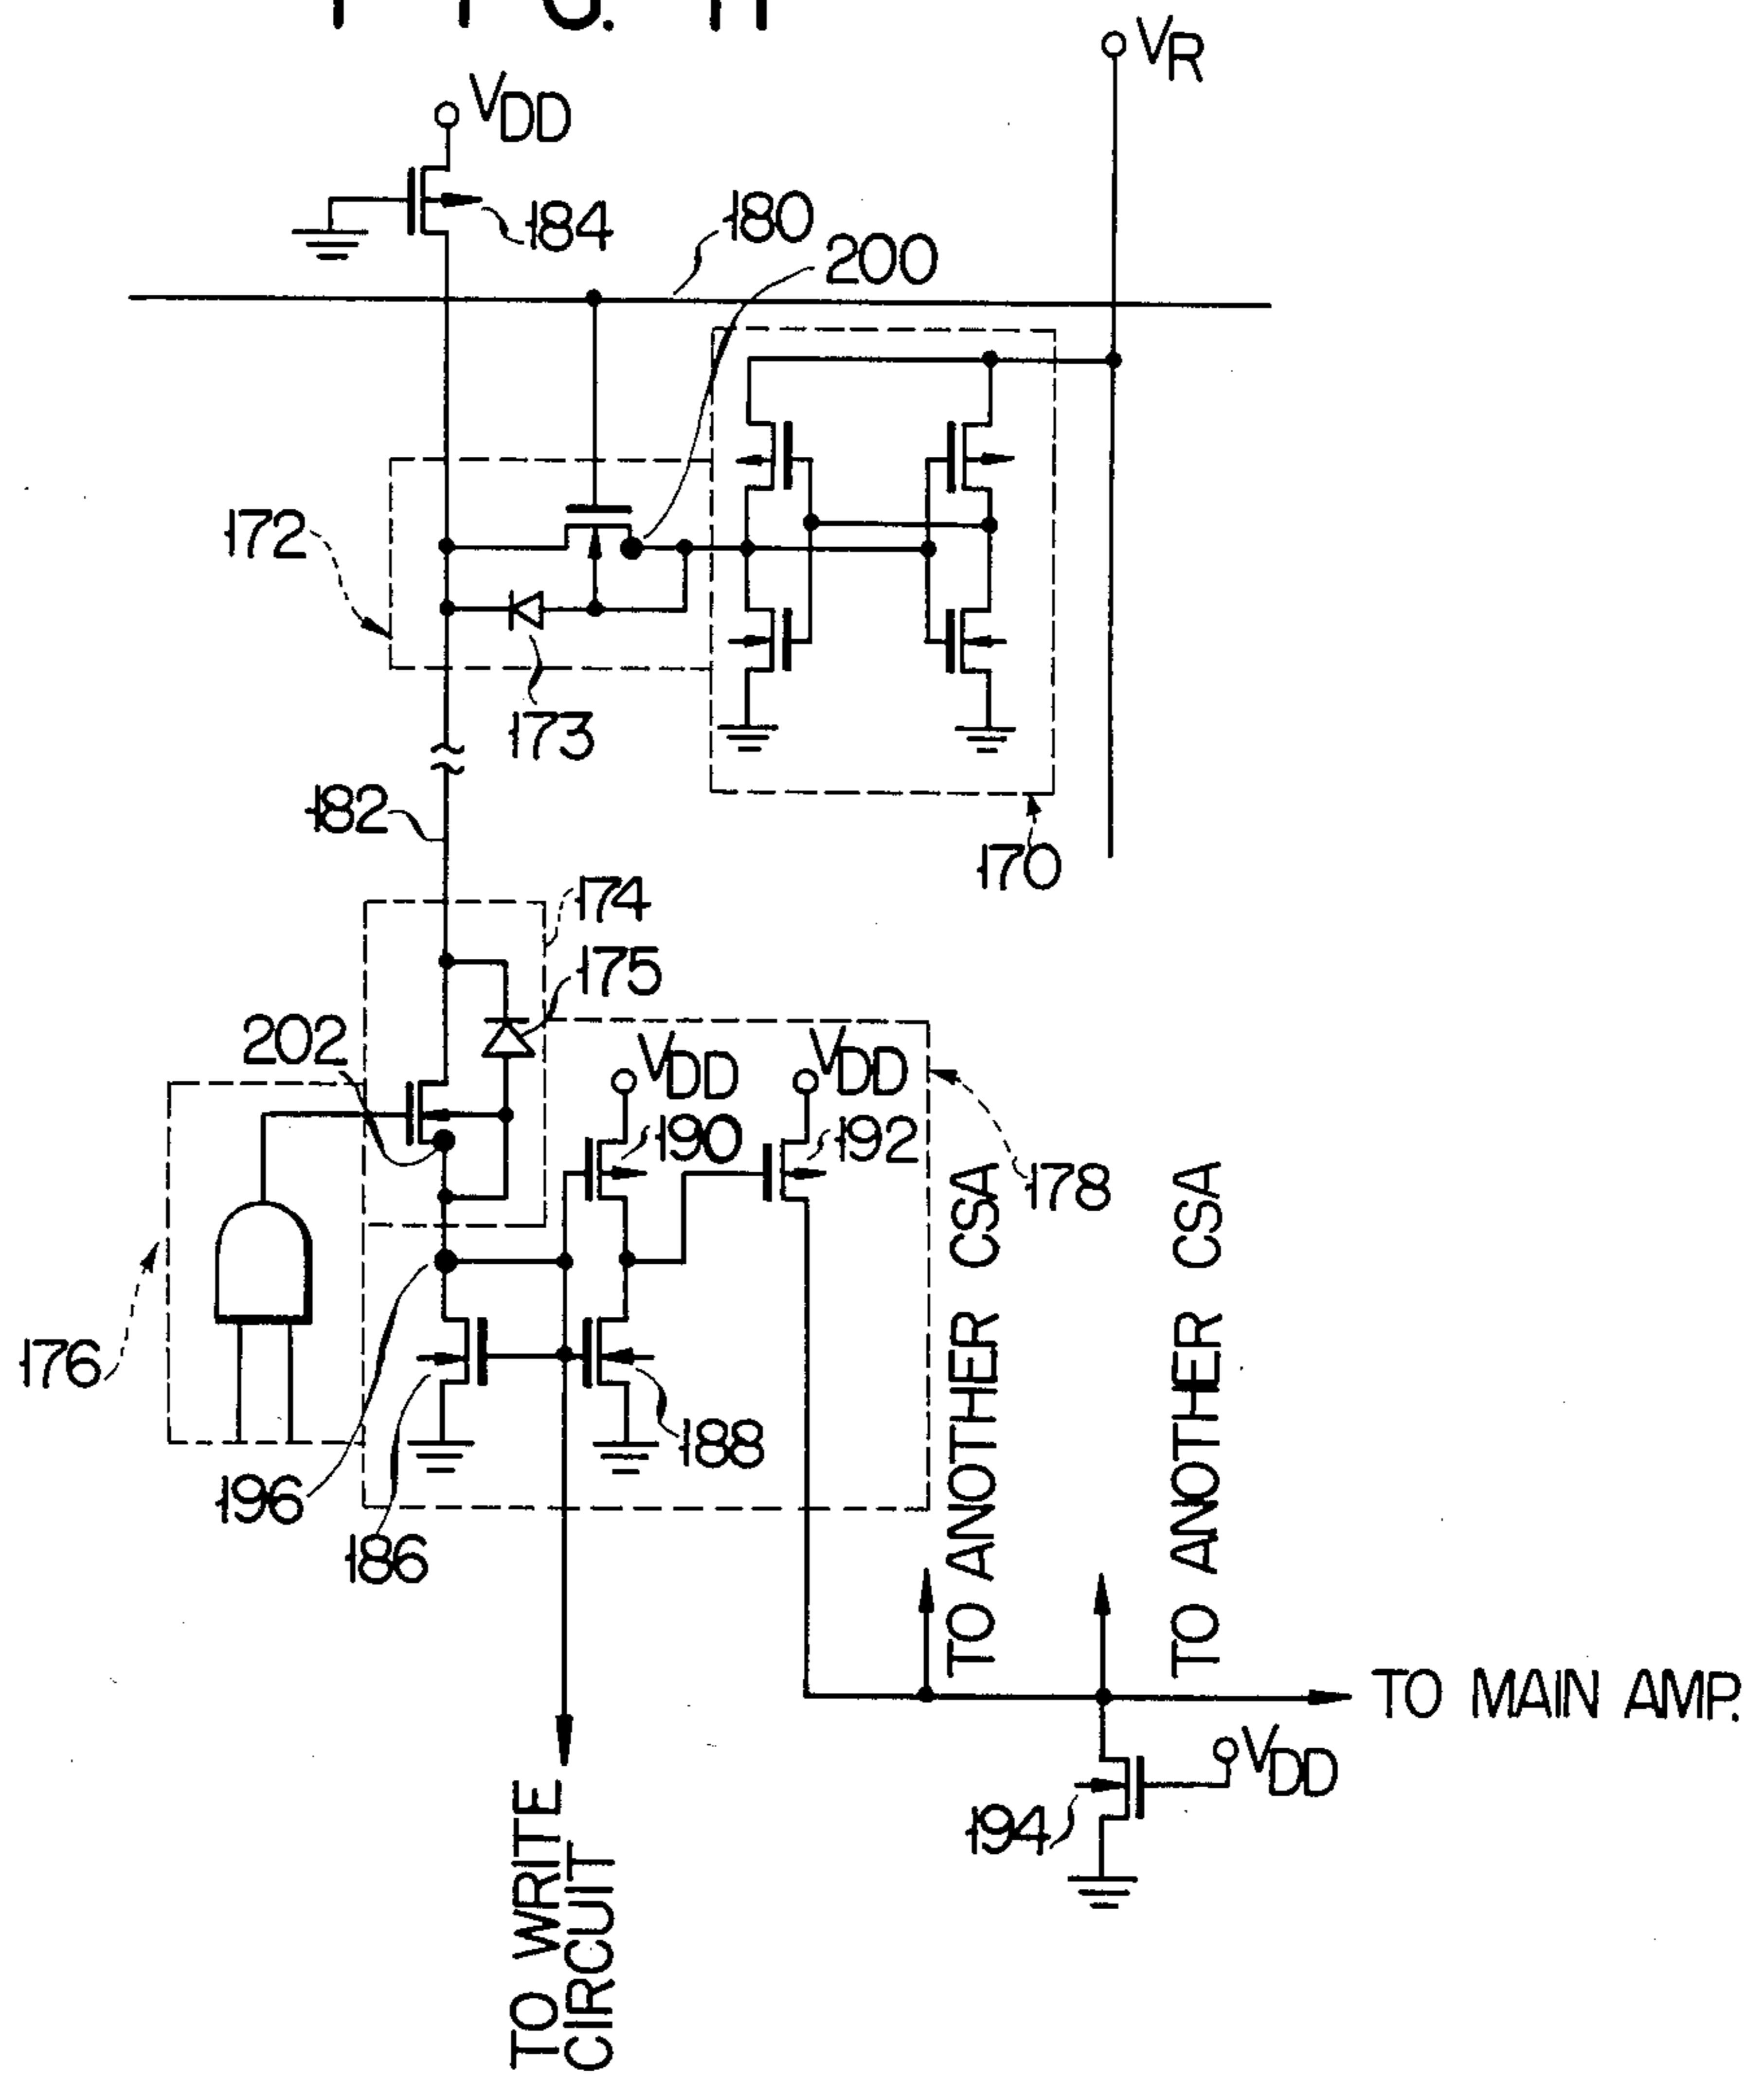 VR
VDD
184
180
200
172
173
182
170
174
175
202
VDD
VDD
190
192
178
176
188
196
186
TO ANOTHER CSA
TO ANOTHER CSA
TO MAIN AMP.
VDD
194
TO WRITE
CIRCUIT